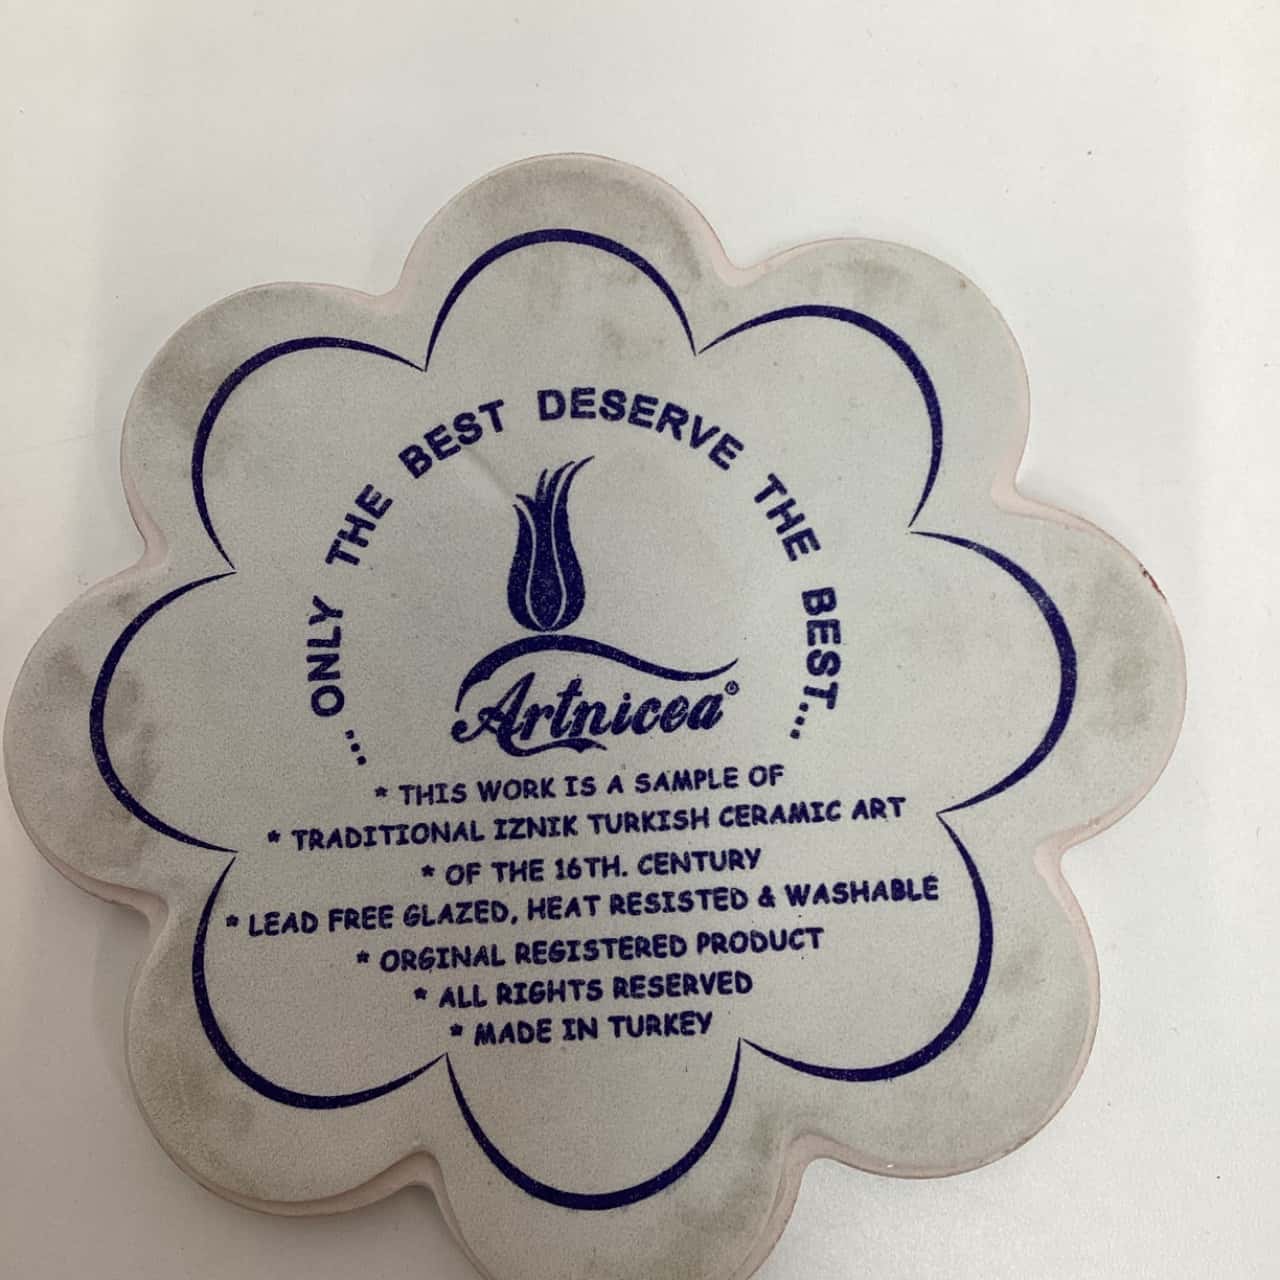 ...ONLY THE BEST DESERVE THE BEST...
Artnicea®
* THIS WORK IS A SAMPLE OF
* TRADITIONAL IZNIK TURKISH CERAMIC ART
* OF THE 16TH. CENTURY
* LEAD FREE GLAZED, HEAT RESISTED & WASHABLE
* ORGINAL REGISTERED PRODUCT
* ALL RIGHTS RESERVED
* MADE IN TURKEY